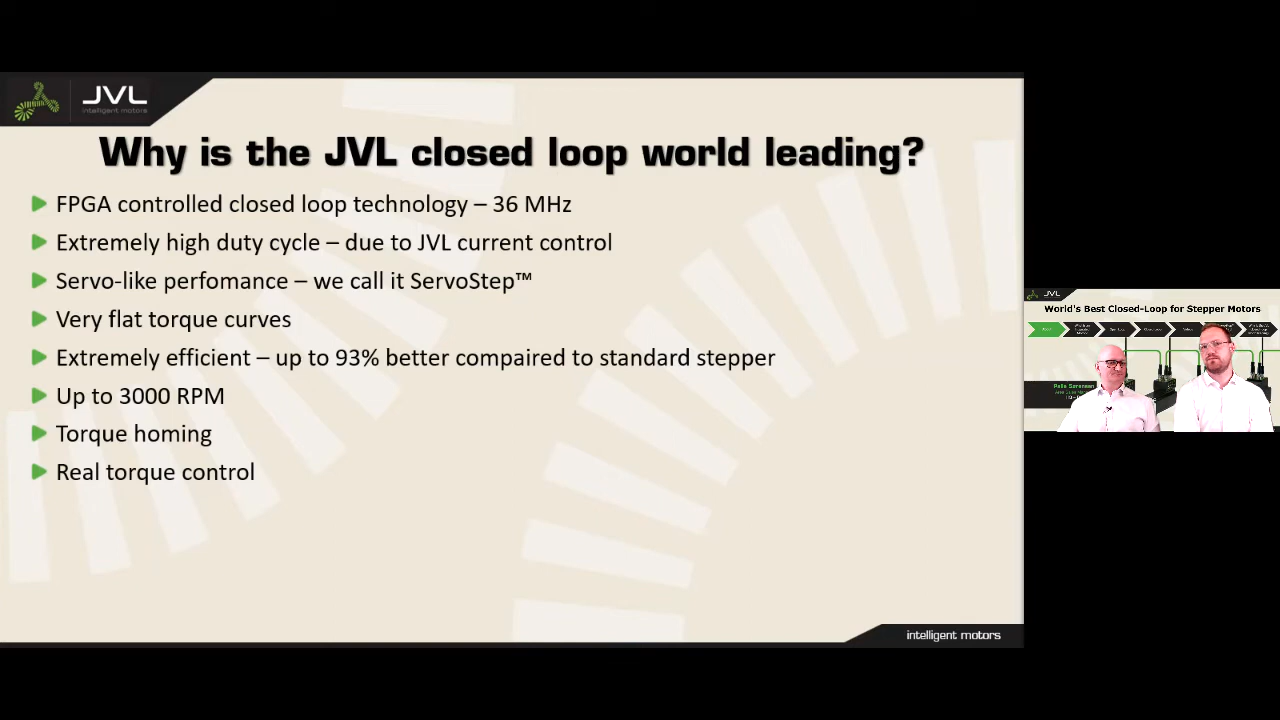 JVL
intelligent motors
Why is the JVL closed loop world leading?
FPGA controlled closed loop technology – 36 MHz
Extremely high duty cycle – due to JVL current control
Servo-like perfomance – we call it ServoStep™
Very flat torque curves
Extremely efficient – up to 93% better compaired to standard stepper
Up to 3000 RPM
Torque homing
Real torque control
intelligent motors
JVL
World's Best Closed-Loop for Stepper Motors
Palle Sørensen